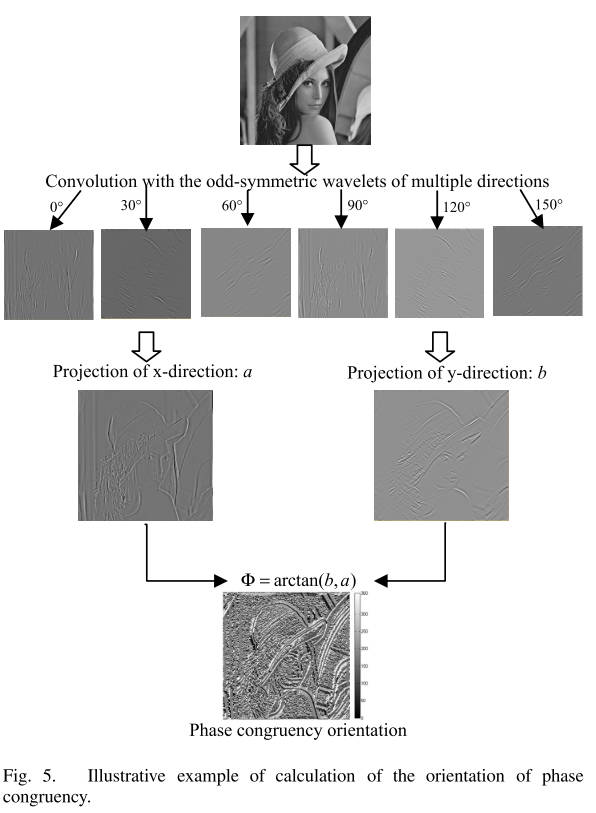 Convolution with the odd-symmetric wavelets of multiple directions
0° 30° 60° 90° 120° 150°
Projection of x-direction: a
Projection of y-direction: b
Φ = arctan(b,a)
Phase congruency orientation
Fig. 5. Illustrative example of calculation of the orientation of phase
congruency.